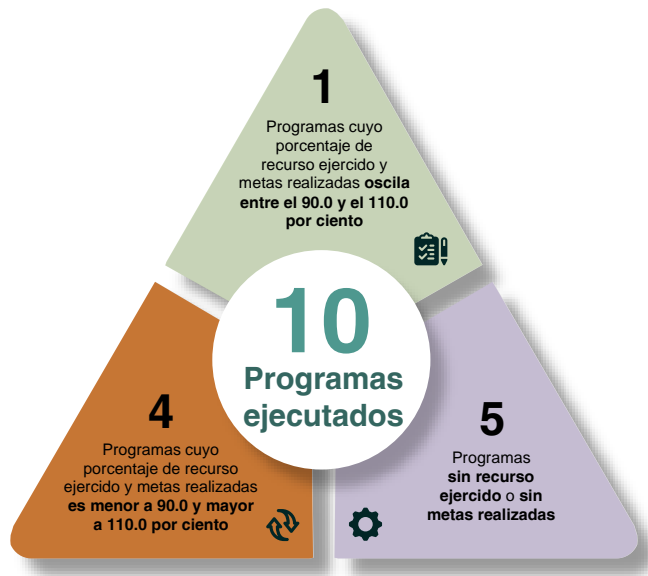 1
Programas cuyo
porcentaje de
recurso ejercido y
metas realizadas oscila
entre el 90.0 y el 110.0
por ciento
10
Programas
ejecutados
4
Programas cuyo
porcentaje de recurso
ejercido y metas realizadas
es menor a 90.0 y mayor
a 110.0 por ciento
5
Programas
sin recurso
ejercido o sin
metas realizadas